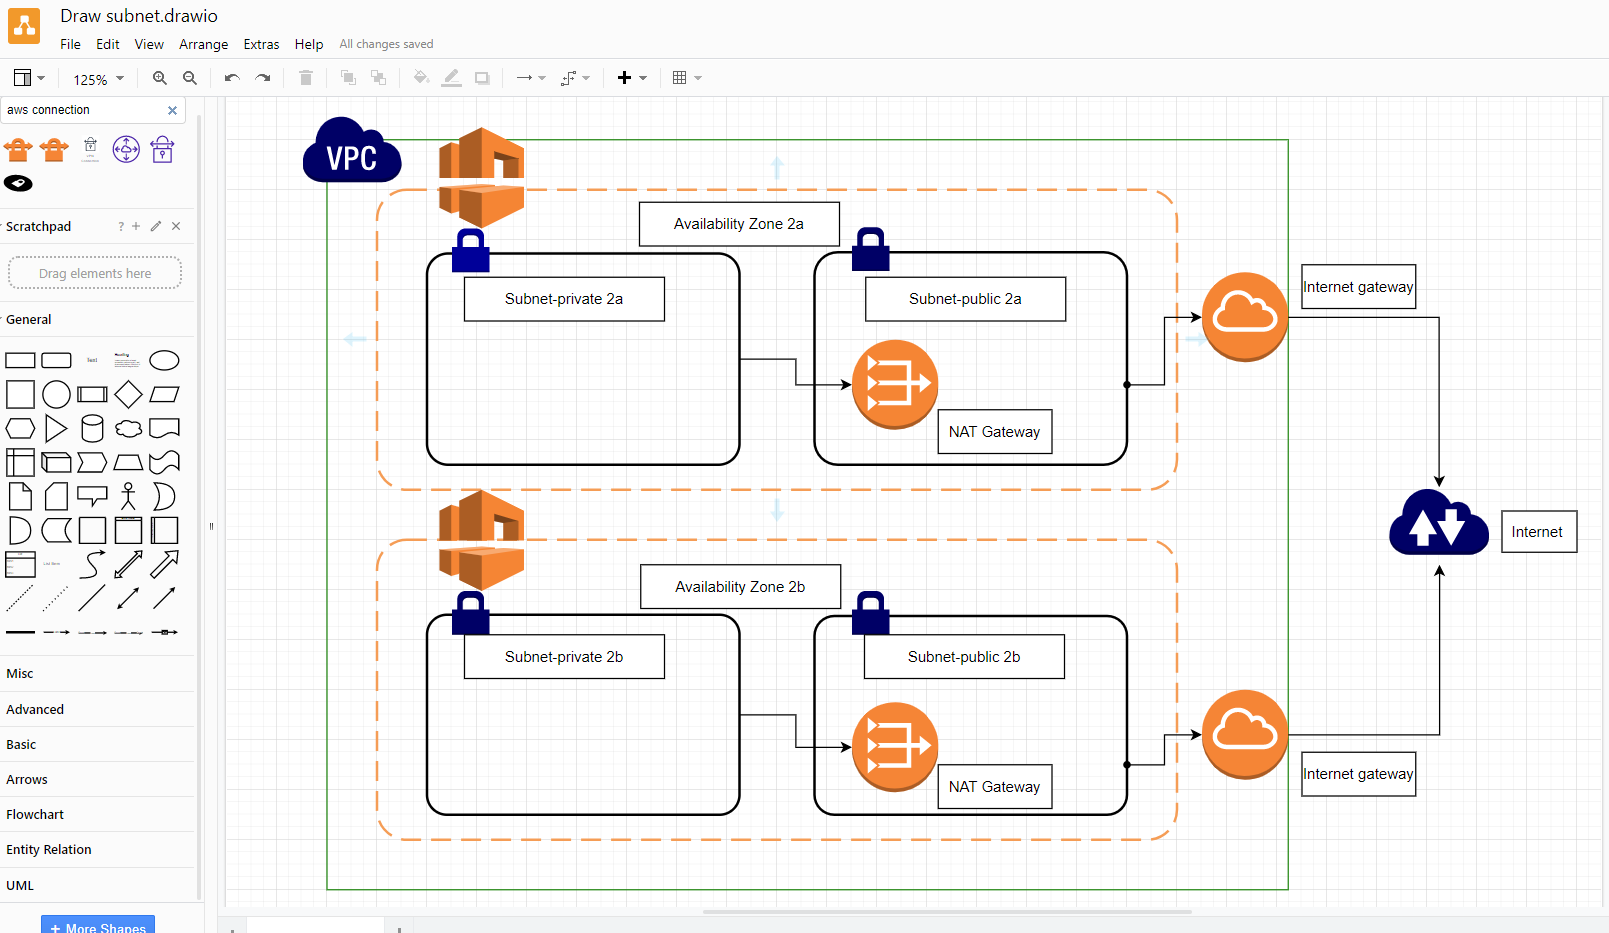 Draw subnet.drawio
File Edit View Arrange Extras Help All changes saved
125%
aws connection
Scratchpad
?
Drag elements here
General
Text
Heading
Misc
Advanced
Basic
Arrows
Flowchart
Entity Relation
UML
+ More Shapes
VPC
Availability Zone 2a
Subnet-private 2a
Subnet-public 2a
Internet gateway
NAT Gateway
Internet
Availability Zone 2b
Subnet-private 2b
Subnet-public 2b
NAT Gateway
Internet gateway